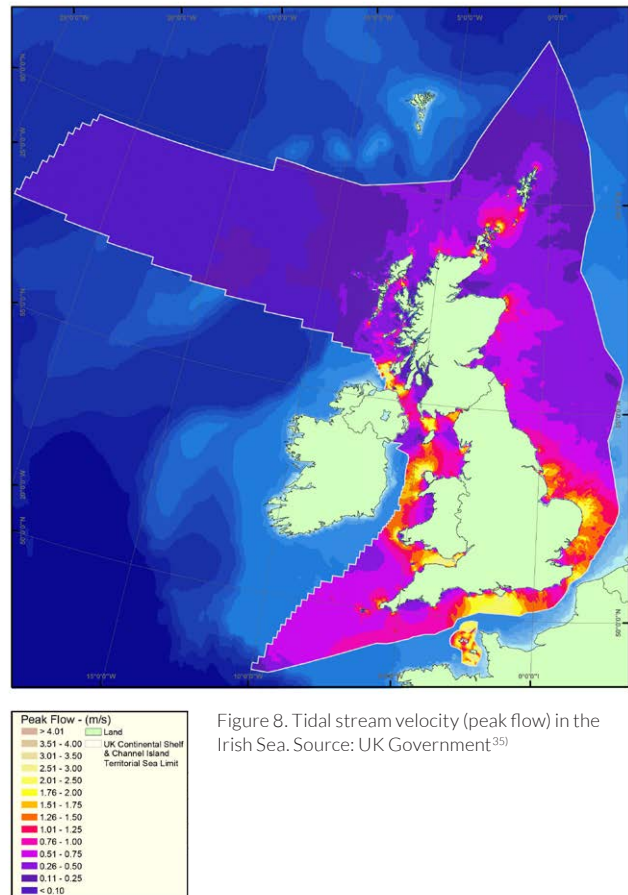 Peak Flow - (m/s)
> 4.01
3.51 - 4.00
3.01 - 3.50
2.51 - 3.00
2.01 - 2.50
1.76 - 2.00
1.51 - 1.75
1.26 - 1.50
1.01 - 1.25
0.76 - 1.00
0.51 - 0.75
0.26 - 0.50
0.11 - 0.25
< 0.10
Land
UK Continental Shelf
& Channel Island
Territorial Sea Limit
Figure 8. Tidal stream velocity (peak flow) in the
Irish Sea. Source: UK Government35)